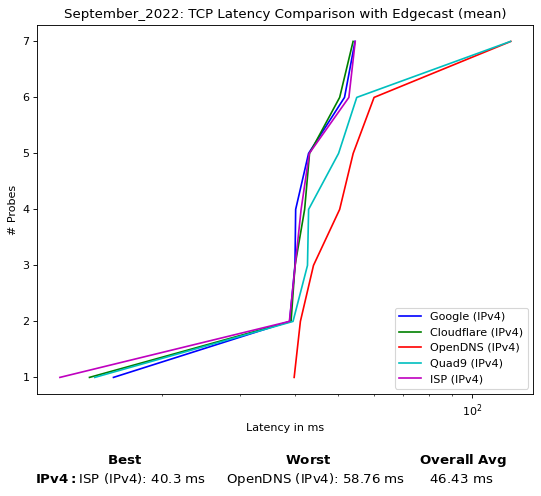 September_2022: TCP Latency Comparison with Edgecast (mean)
7
6
5
4
3
2
1
# Probes
Google (IPv4)
Cloudflare (IPv4)
OpenDNS (IPv4)
Quad9 (IPv4)
ISP (IPv4)
10²
Latency in ms
Best Worst Overall Avg
IPv4: ISP (IPv4): 40.3 ms OpenDNS (IPv4): 58.76 ms 46.43 ms